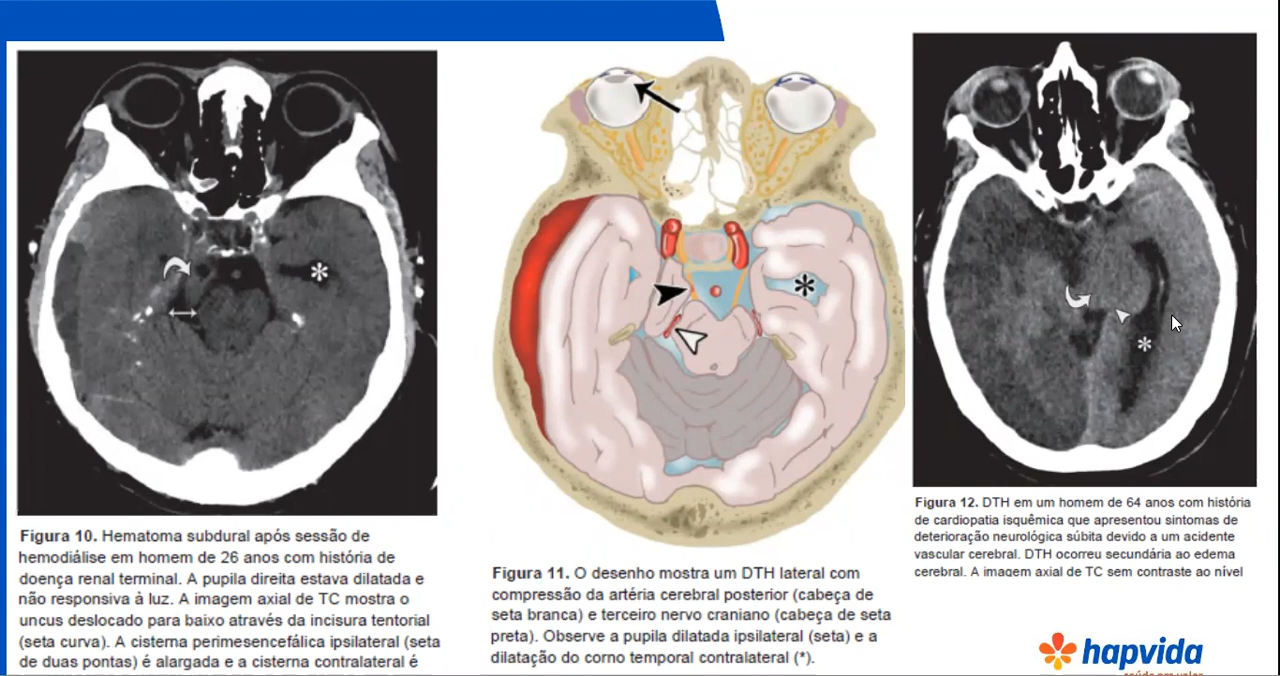 Figura 10. Hematoma subdural após sessão de
hemodiálise em homem de 26 anos com história de
doença renal terminal. A pupila direita estava dilatada e
não responsiva à luz. A imagem axial de TC mostra o
uncus deslocado para baixo através da incisura tentorial
(seta curva). A cisterna perimesencefálica ipsilateral (seta
de duas pontas) é alargada e a cisterna contralateral é
Figura 11. O desenho mostra um DTH lateral com
compressão da artéria cerebral posterior (cabeça de
seta branca) e terceiro nervo craniano (cabeça de seta
preta). Observe a pupila dilatada ipsilateral (seta) e a
dilatação do corno temporal contralateral (*).
Figura 12. DTH em um homem de 64 anos com história
de cardiopatia isquêmica que apresentou sintomas de
deterioração neurológica súbita devido a um acidente
vascular cerebral. DTH ocorreu secundária ao edema
cerebral. A imagem axial de TC sem contraste ao nível
hapvida